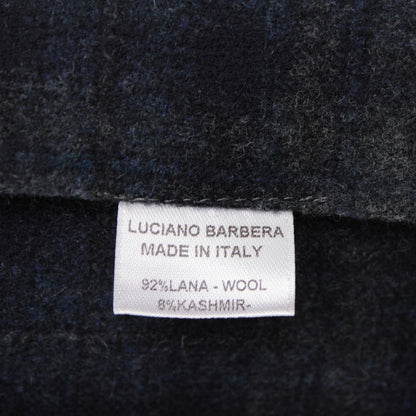 LUCIANO BARBERA
MADE IN ITALY
92%LANA - WOOL
8%KASHMIR-